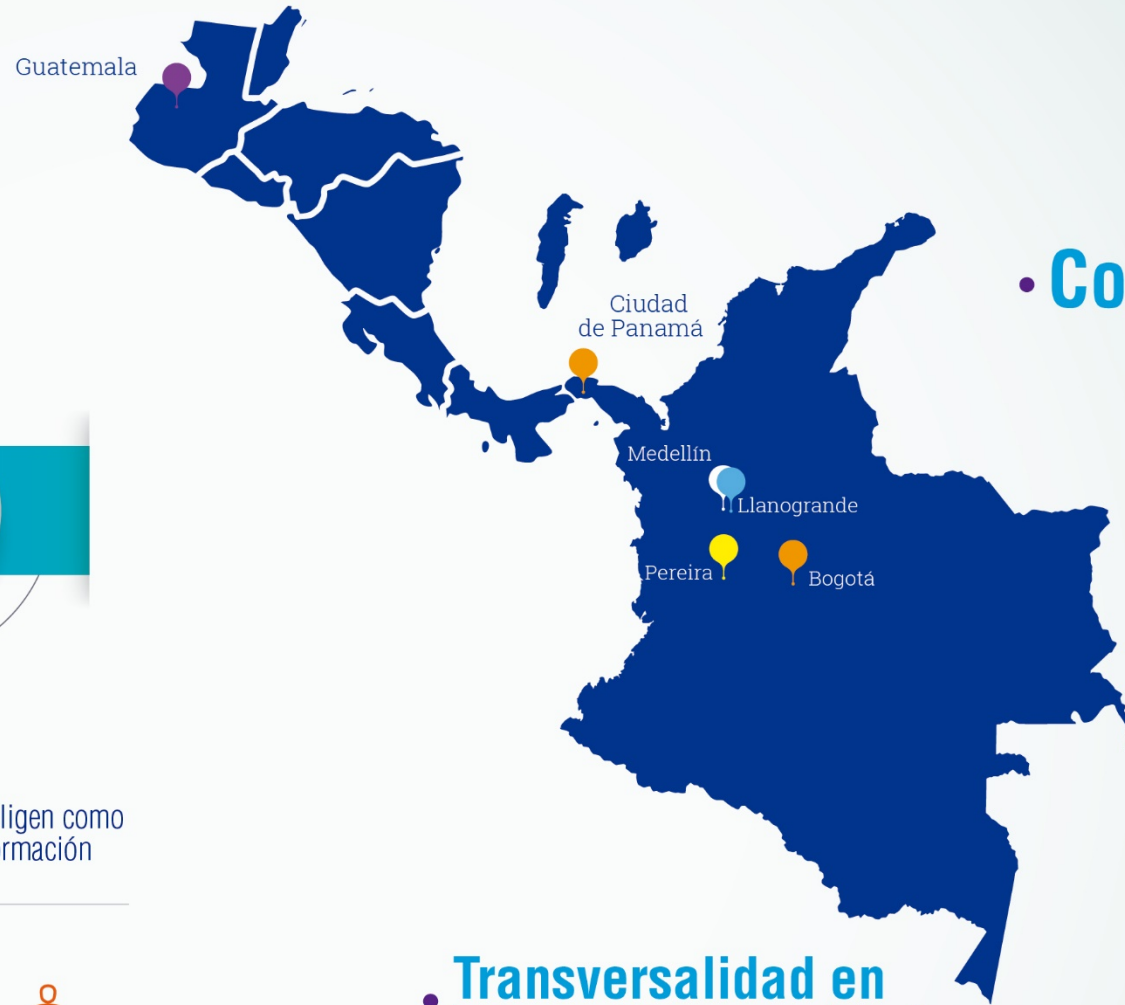 Guatemala
• Co
Ciudad
de Panamá
Medellín
Llanogrande
Pereira
Bogotá
ligen como
rmación
• Transversalidad en